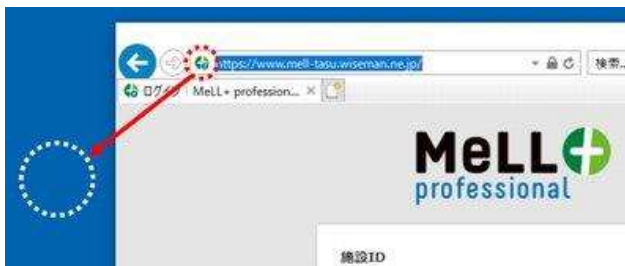 https://www.mell-tasu.wiseman.ne.jp/
検索...
ログイン MeLL+ profession...
MeLL+
professional
施設ID